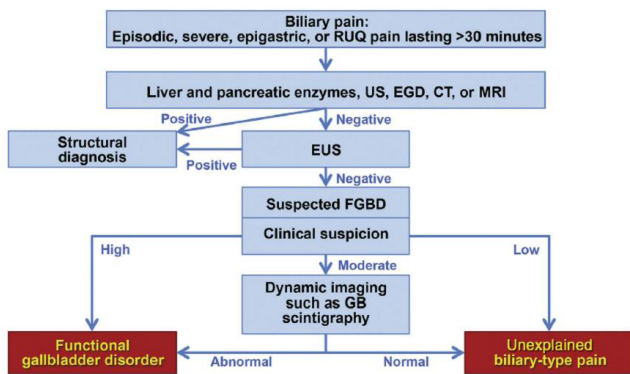 Biliary pain:
Episodic, severe, epigastric, or RUQ pain lasting >30 minutes
Liver and pancreatic enzymes, US, EGD, CT, or MRI
Positive
Negative
Structural
diagnosis
EUS
Positive
Negative
Suspected FGBD
Clinical suspicion
High
Low
Moderate
Dynamic imaging
such as GB
scintigraphy
Functional
gallbladder disorder
Abnormal
Normal
Unexplained
biliary-type pain